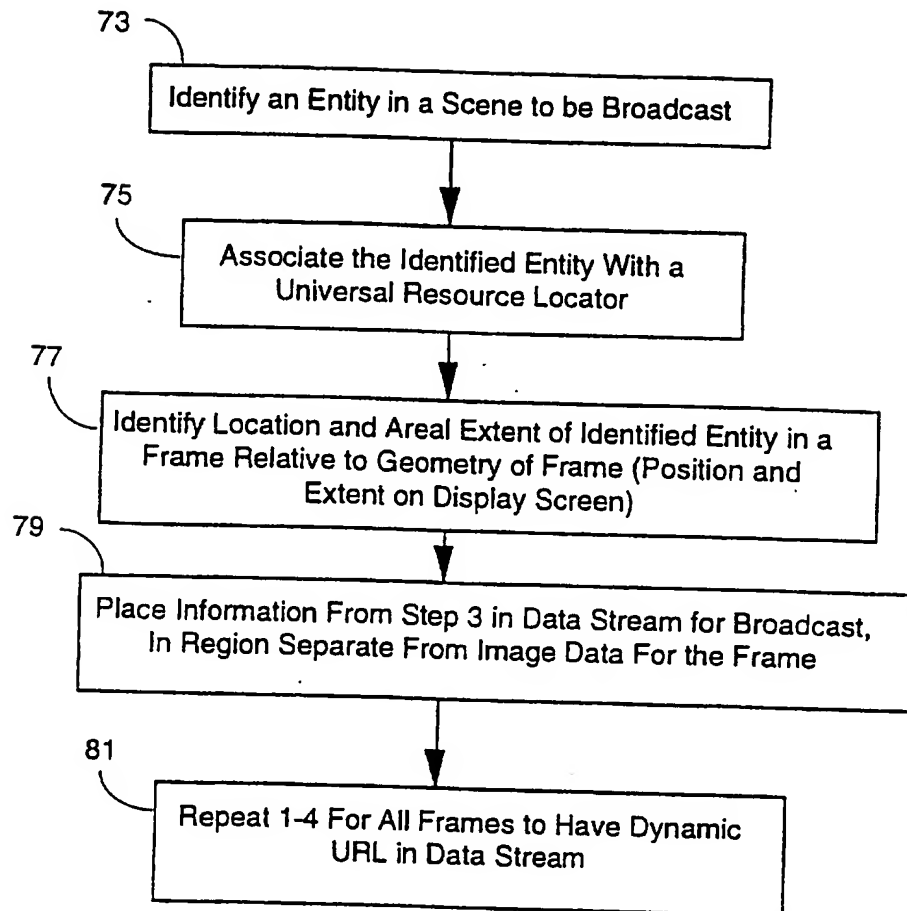 73
Identify an Entity in a Scene to be Broadcast
75
Associate the Identified Entity With a
Universal Resource Locator
77
Identify Location and Areal Extent of Identified Entity in a
Frame Relative to Geometry of Frame (Position and
Extent on Display Screen)
79
Place Information From Step 3 in Data Stream for Broadcast,
In Region Separate From Image Data For the Frame
81
Repeat 1-4 For All Frames to Have Dynamic
URL in Data Stream